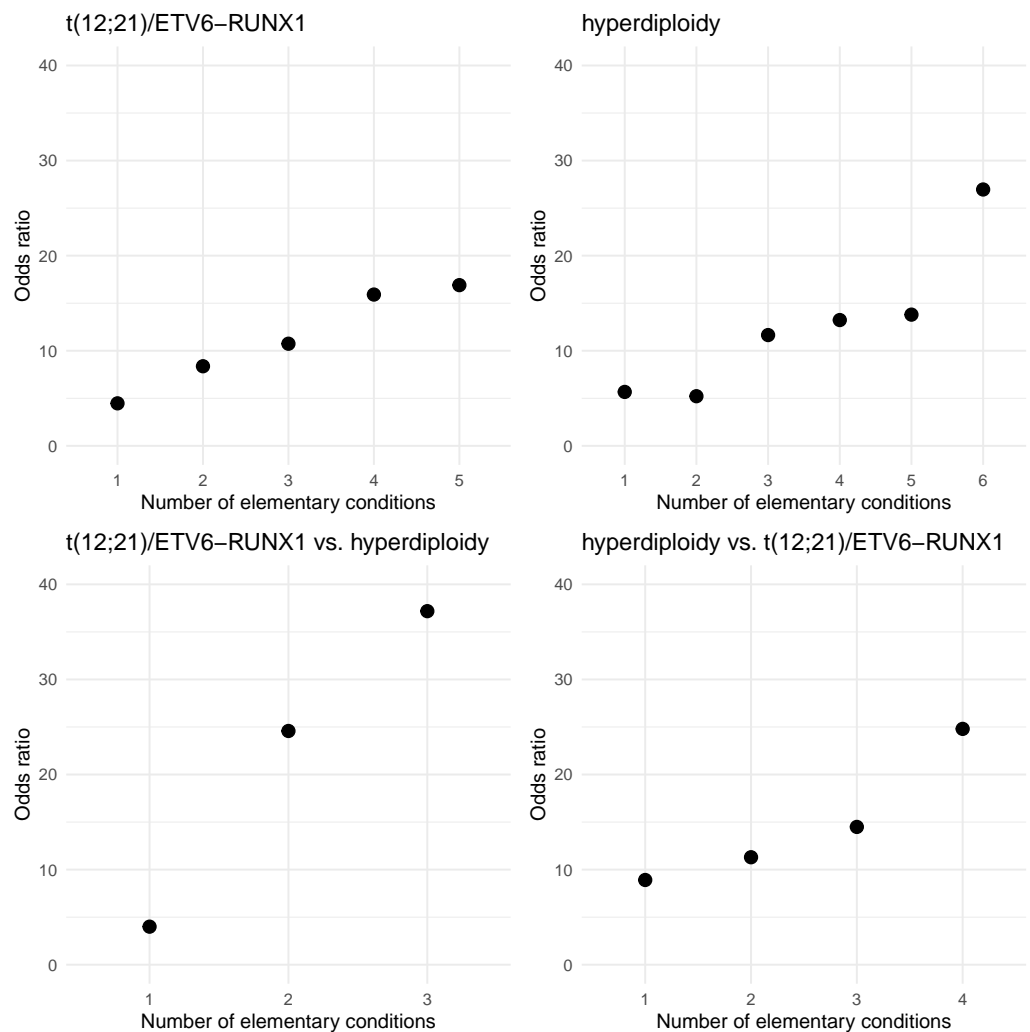 t(12;21)/ETV6−RUNX1
40
30
20
10
0
Odds ratio
1 2 3 4 5
Number of elementary conditions
hyperdiploidy
40
30
20
10
0
Odds ratio
1 2 3 4 5 6
Number of elementary conditions
t(12;21)/ETV6−RUNX1 vs. hyperdiploidy
40
30
20
10
0
Odds ratio
1 2 3
Number of elementary conditions
hyperdiploidy vs. t(12;21)/ETV6−RUNX1
40
30
20
10
0
Odds ratio
1 2 3 4
Number of elementary conditions